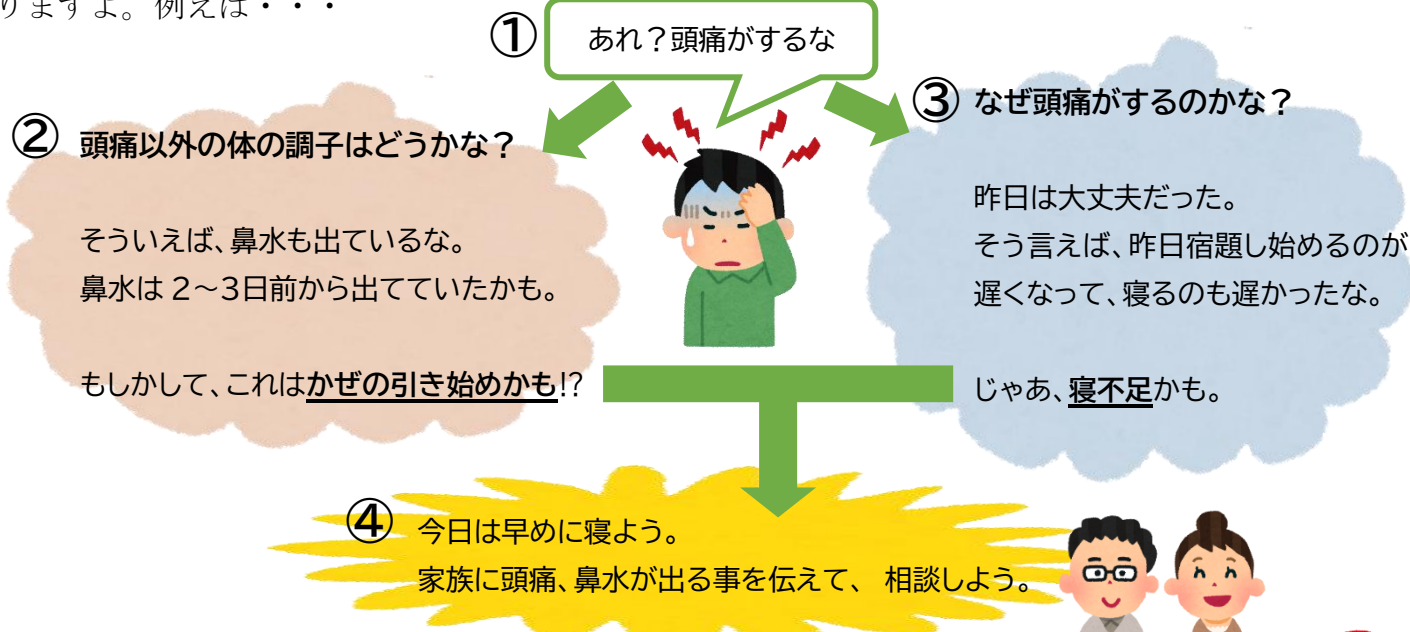 りますよ。例えば・・・
① あれ？頭痛がするな
② 頭痛以外の体の調子はどうかな？
そういえば、鼻水も出ているな。
鼻水は 2～3日前から出てていたかも。
もしかして、これはかぜの引き始めかも!?
③ なぜ頭痛がするのかな？
昨日は大丈夫だった。
そう言えば、昨日宿題し始めるのが
遅くなって、寝るのも遅かったな。
じゃあ、寝不足かも。
④ 今日は早めに寝よう。
家族に頭痛、鼻水が出る事を伝えて、 相談しよう。